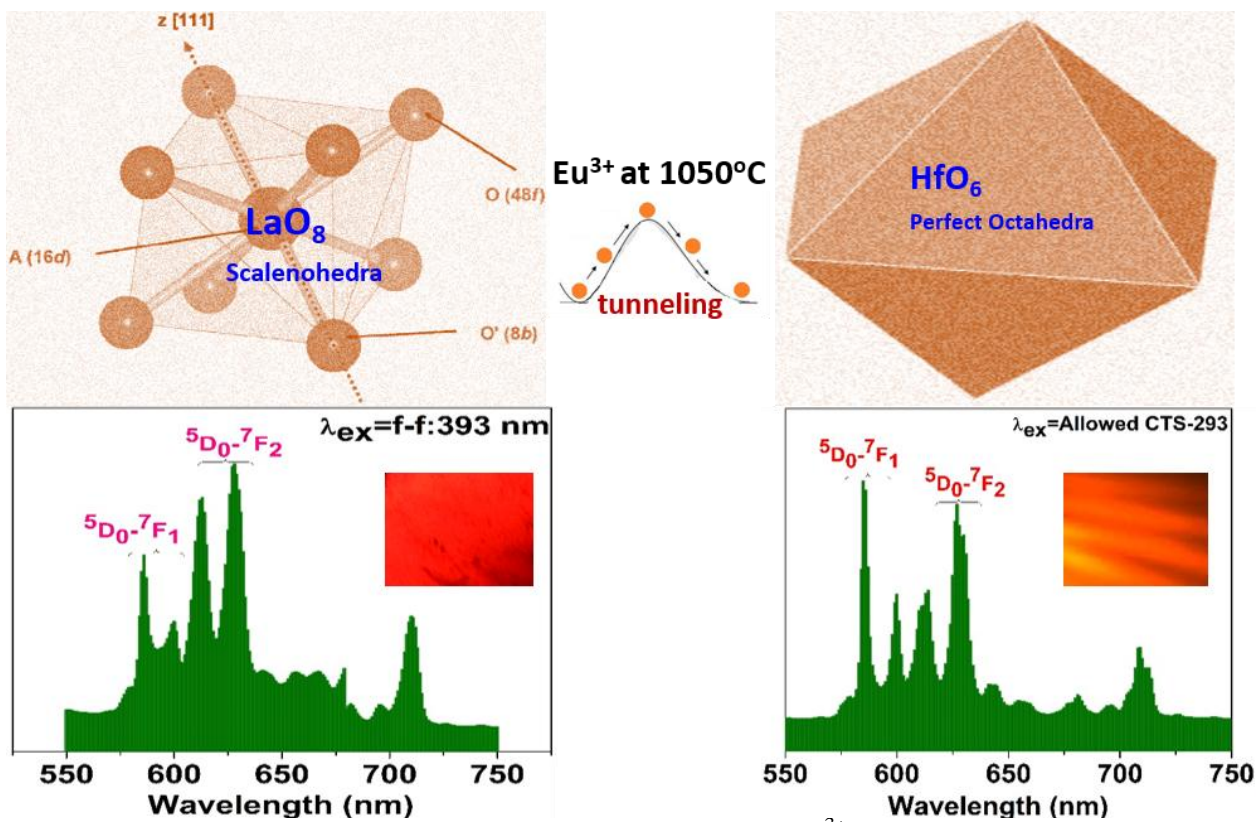 z [111]
O (48f)
LaO₈
A (16d)
Scalenohedra
O' (8b)
Eu³⁺ at 1050°C
tunneling
HfO₆
Perfect Octahedra
λex=f-f:393 nm
⁵D₀-⁷F₂
⁵D₀-⁷F₁
550 600 650 700 750
Wavelength (nm)
λex=Allowed CTS-293
⁵D₀-⁷F₁
⁵D₀-⁷F₂
550 600 650 700 750
Wavelength (nm)